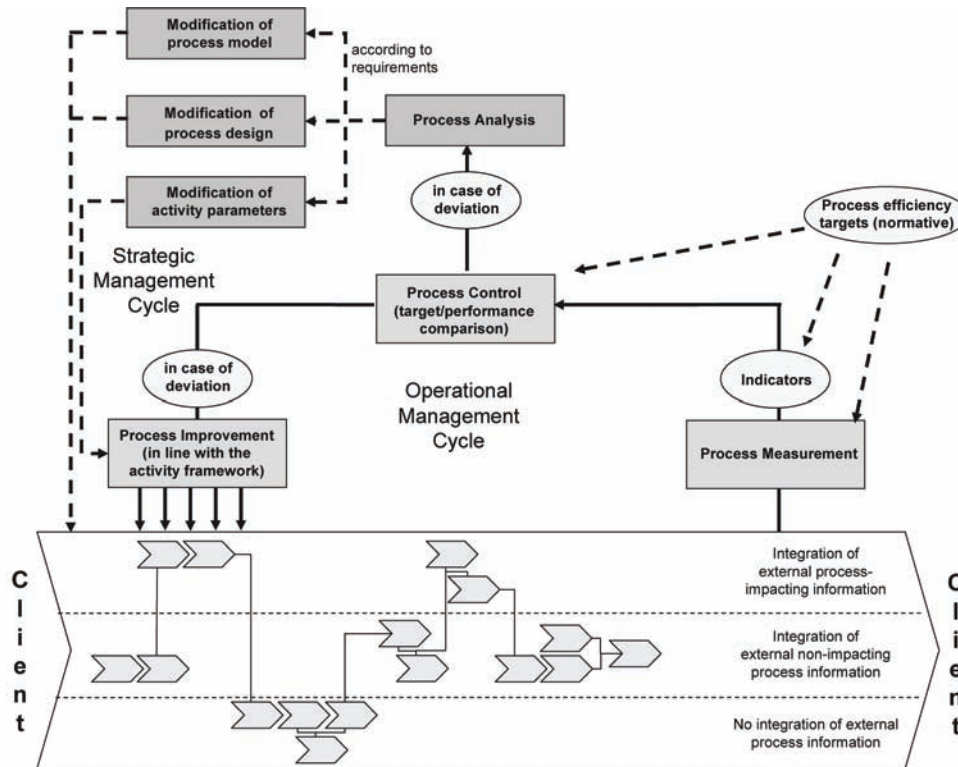 Modification of
process model
according to
requirements
Modification of
process design
Process Analysis
Modification of
activity parameters
in case of
deviation
Process efficiency
targets (normative)
Strategic
Management
Cycle
Process Control
(target/performance
comparison)
in case of
deviation
Operational
Management
Cycle
Indicators
Process Improvement
(in line with the
activity framework)
Process Measurement
Client
Integration of
external process-
impacting information
Integration of
external non-impacting
process information
No integration of external
process information
Client